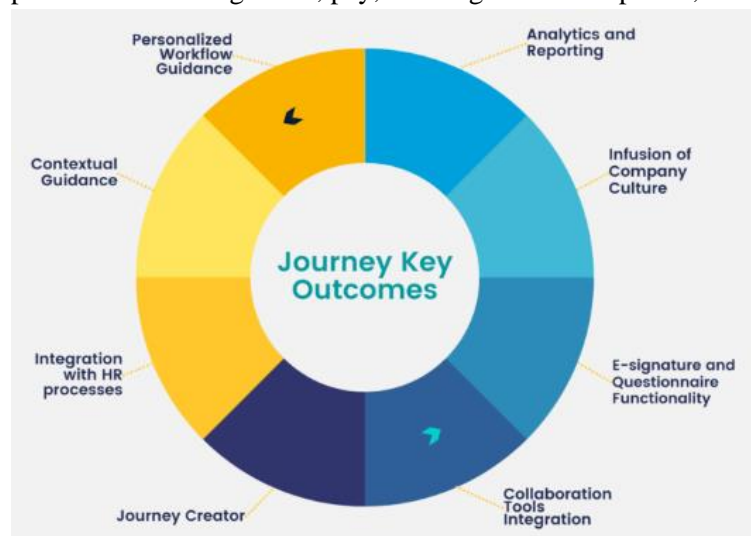 Personalized
Workflow
Guidance
Analytics and
Reporting
Contextual
Guidance
Infusion of
Company
Culture
Journey Key
Outcomes
Integration
with HR
processes
E-signature and
Questionnaire
Functionality
Journey Creator
Collaboration
Tools
Integration